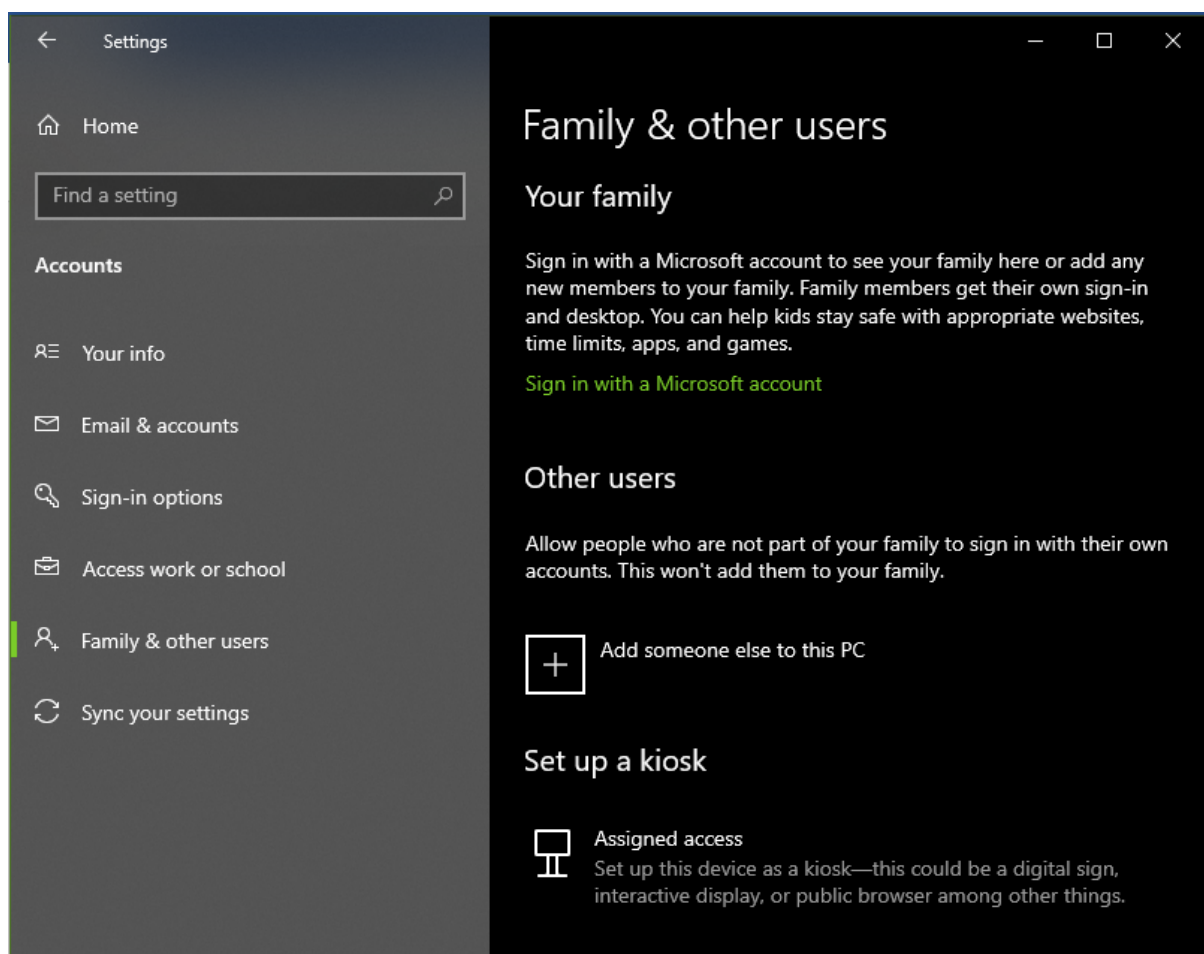 Settings
Home
Find a setting
Accounts
Your info
Email & accounts
Sign-in options
Access work or school
Family & other users
Sync your settings
Family & other users
Your family
Sign in with a Microsoft account to see your family here or add any
new members to your family. Family members get their own sign-in
and desktop. You can help kids stay safe with appropriate websites,
time limits, apps, and games.
Sign in with a Microsoft account
Other users
Allow people who are not part of your family to sign in with their own
accounts. This won't add them to your family.
Add someone else to this PC
Set up a kiosk
Assigned access
Set up this device as a kiosk—this could be a digital sign,
interactive display, or public browser among other things.